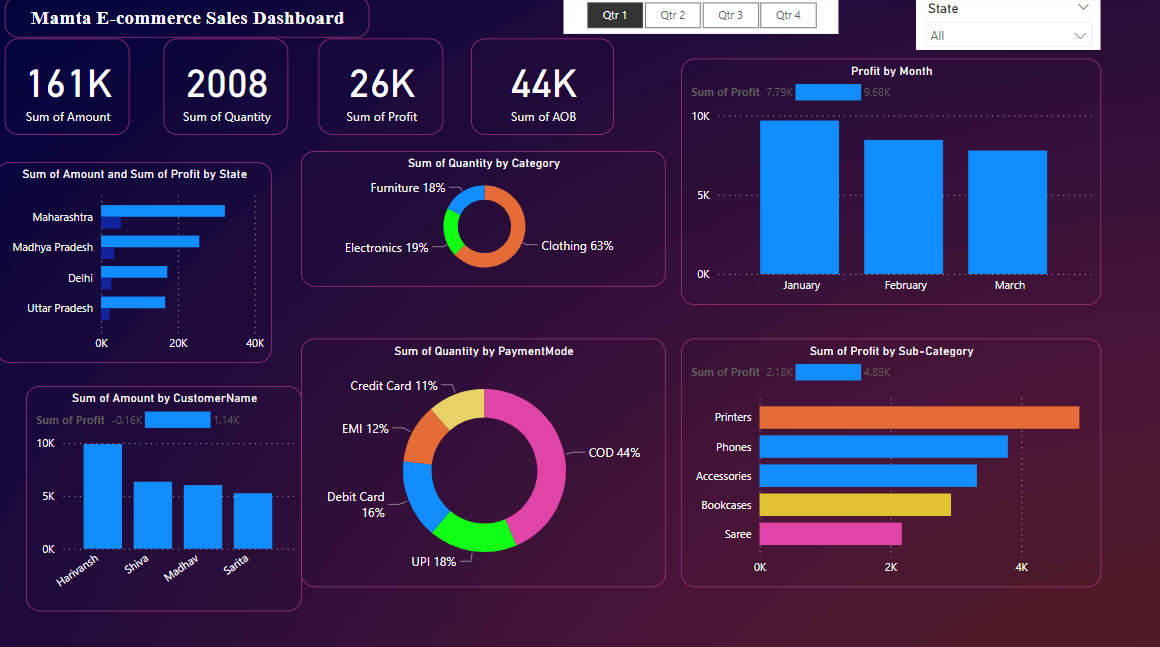 Mamta E-commerce Sales Dashboard
Qtr 1 Qtr 2 Qtr 3 Qtr 4
State
All
161K
Sum of Amount
2008
Sum of Quantity
26K
Sum of Profit
44K
Sum of AOB
Profit by Month
Sum of Profit 7.79K 9.68K
10K
5K
0K
January February March
Sum of Amount and Sum of Profit by State
Maharashtra
Madhya Pradesh
Delhi
Uttar Pradesh
0K 20K 40K
Sum of Quantity by Category
Furniture 18%
Electronics 19%
Clothing 63%
Sum of Quantity by PaymentMode
Credit Card 11%
EMI 12%
COD 44%
Debit Card
16%
UPI 18%
Sum of Profit by Sub-Category
Sum of Profit 2.18K 4.89K
Printers
Phones
Accessories
Bookcases
Saree
0K 2K 4K
Sum of Amount by CustomerName
Sum of Profit -0.16K 1.14K
10K
5K
0K
Harivansh Shiva Madhav Sarita